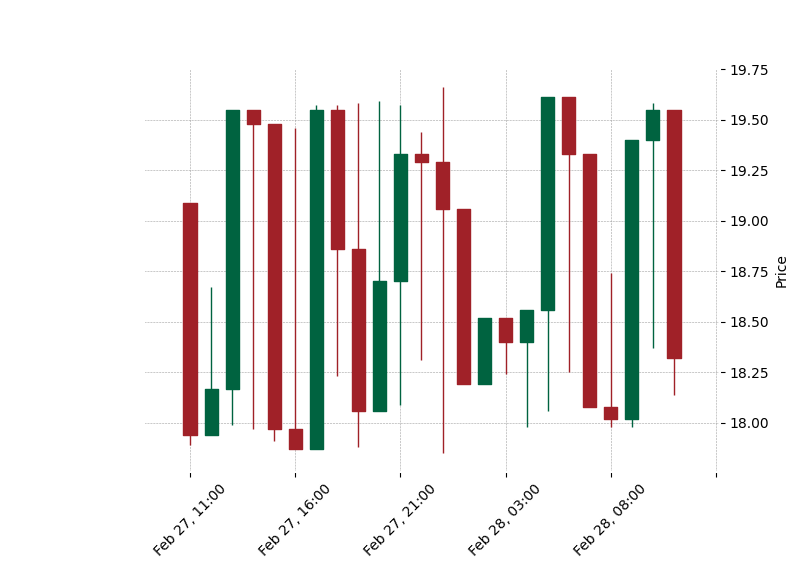 19.75
19.50
19.25
19.00
18.75
18.50
18.25
18.00
Price
Feb 27, 11:00
Feb 27, 16:00
Feb 27, 21:00
Feb 28, 03:00
Feb 28, 08:00